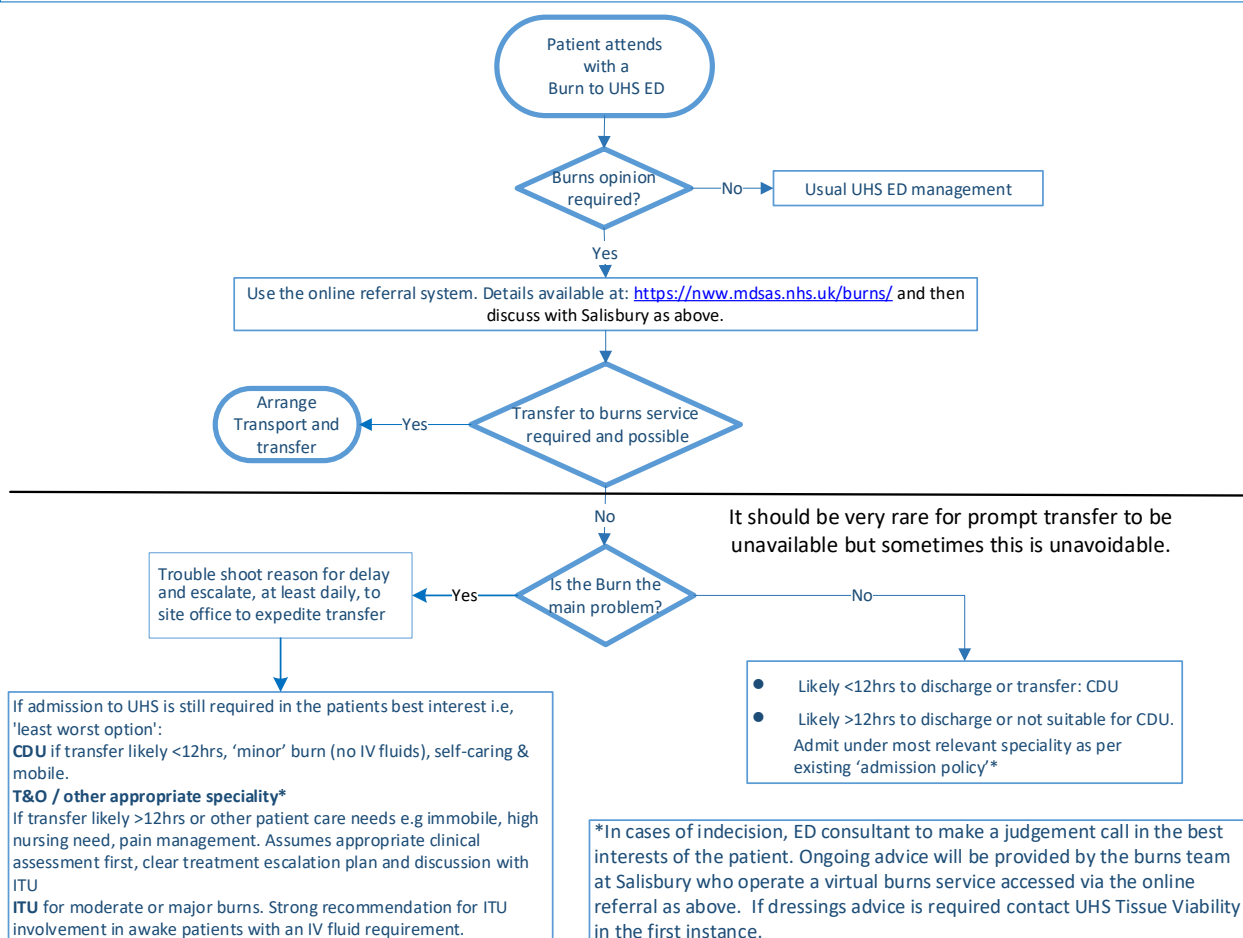 Patient attends
with a
Burn to UHS ED
Burns opinion
required?
No
Usual UHS ED management
Yes
Use the online referral system. Details available at: https://nww.mdsas.nhs.uk/burns/ and then
discuss with Salisbury as above.
Transfer to burns service
required and possible
Yes
Arrange
Transport and
transfer
No
It should be very rare for prompt transfer to be
unavailable but sometimes this is unavoidable.
Is the Burn the
main problem?
Yes
No
Trouble shoot reason for delay
and escalate, at least daily, to
site office to expedite transfer
If admission to UHS is still required in the patients best interest i.e,
'least worst option':
CDU if transfer likely <12hrs, ‘minor’ burn (no IV fluids), self-caring &
mobile.
T&O / other appropriate speciality*
If transfer likely >12hrs or other patient care needs e.g immobile, high
nursing need, pain management. Assumes appropriate clinical
assessment first, clear treatment escalation plan and discussion with
ITU
ITU for moderate or major burns. Strong recommendation for ITU
involvement in awake patients with an IV fluid requirement.
● Likely <12hrs to discharge or transfer: CDU
● Likely >12hrs to discharge or not suitable for CDU.
Admit under most relevant speciality as per
existing ‘admission policy’*
*In cases of indecision, ED consultant to make a judgement call in the best
interests of the patient. Ongoing advice will be provided by the burns team
at Salisbury who operate a virtual burns service accessed via the online
referral as above. If dressings advice is required contact UHS Tissue Viability
in the first instance.